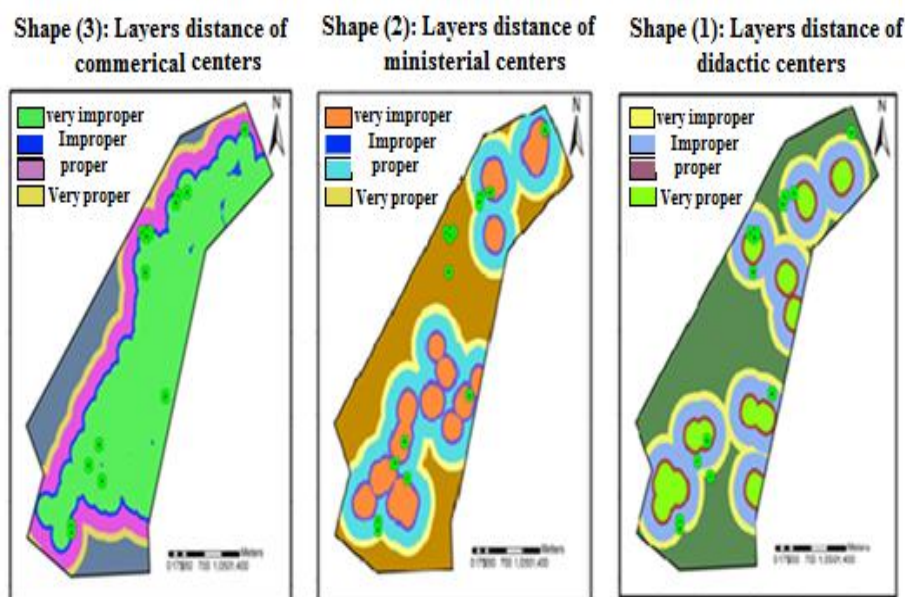 Shape (3): Layers distance of
commerical centers
Shape (2): Layers distance of
ministerial centers
Shape (1): Layers distance of
didactic centers
N
very improper
Improper
proper
Very proper
Meters
N
very improper
Improper
proper
Very proper
Meters
N
very improper
Improper
proper
Very proper
Meters